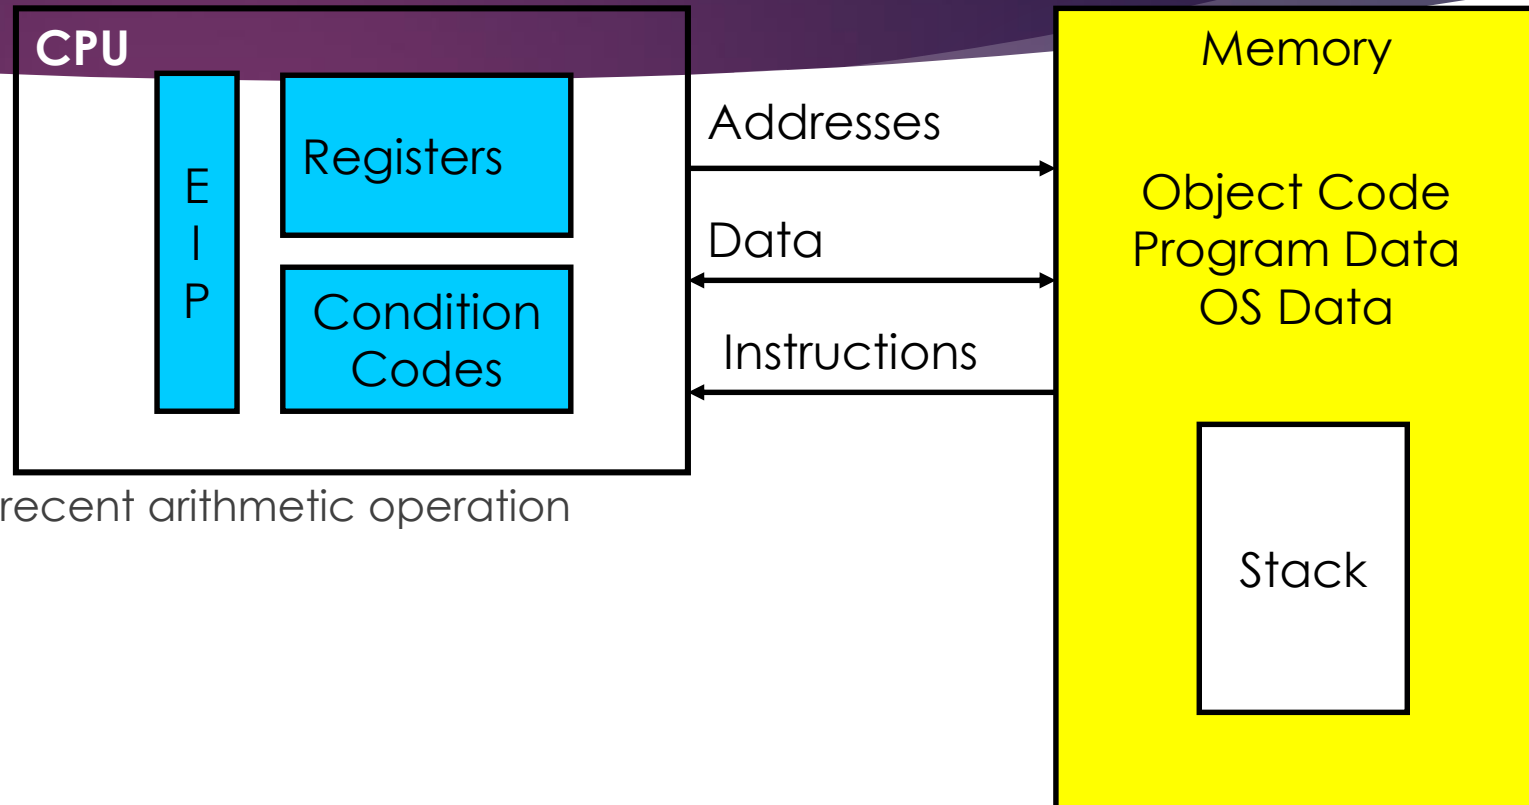 CPU
E
I
P
Registers
Condition
Codes
Addresses
Data
Instructions
Memory
Object Code
Program Data
OS Data
Stack
recent arithmetic operation